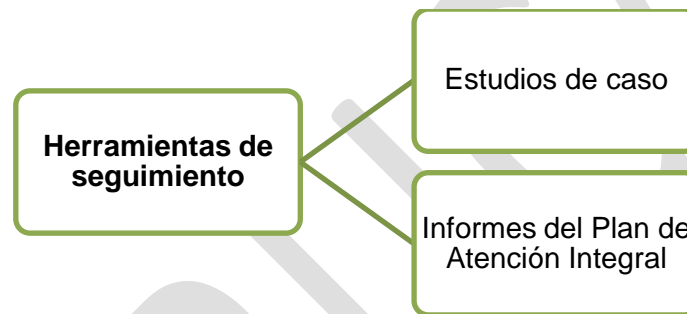 Estudios de caso
Herramientas de
seguimiento
Informes del Plan de
Atención Integral